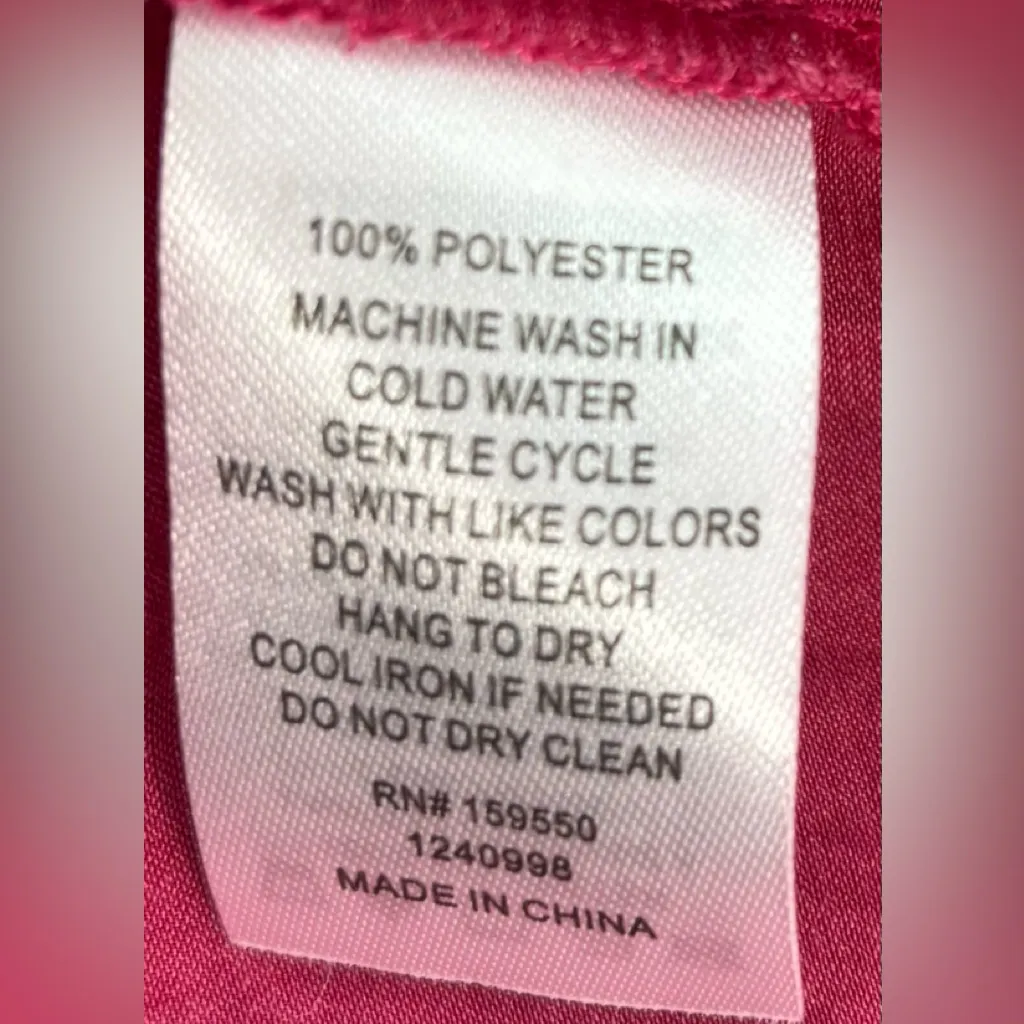 100% POLYESTER
MACHINE WASH IN
COLD WATER
GENTLE CYCLE
WASH WITH LIKE COLORS
DO NOT BLEACH
HANG TO DRY
COOL IRON IF NEEDED
DO NOT DRY CLEAN
RN# 159550
1240998
MADE IN CHINA